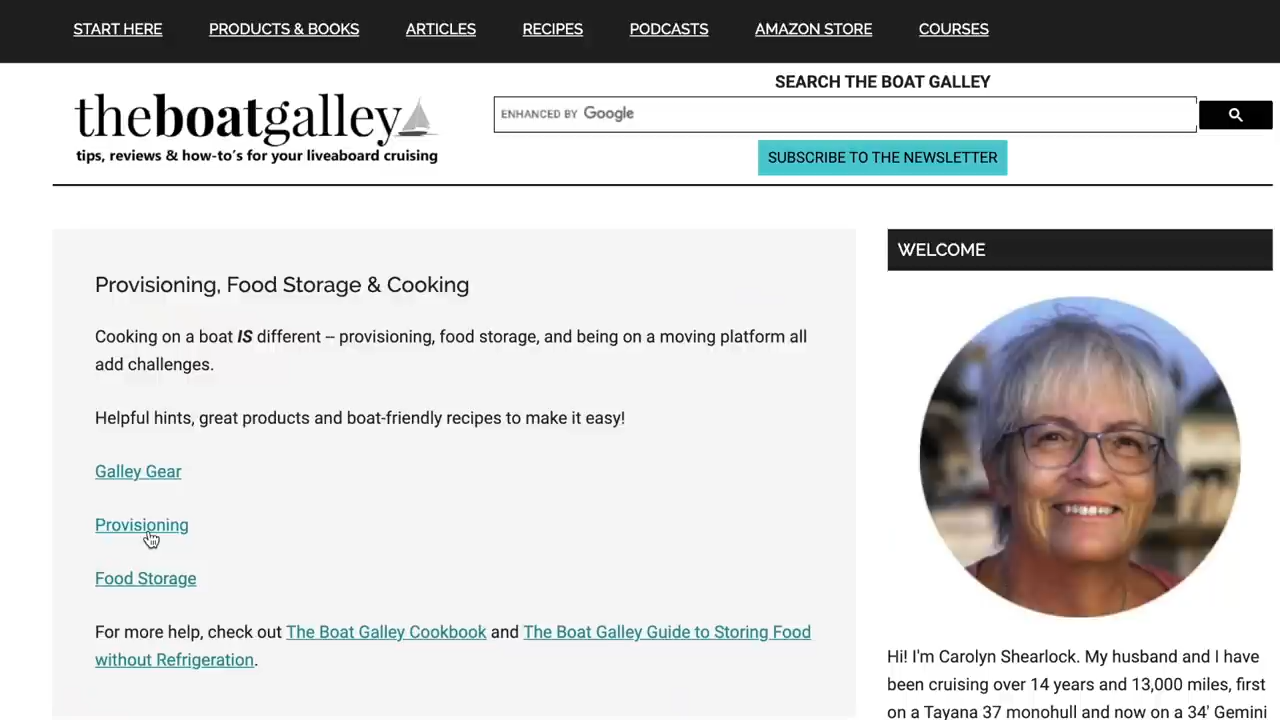 START HERE PRODUCTS & BOOKS ARTICLES RECIPES PODCASTS AMAZON STORE COURSES
theboatgalley
tips, reviews & how-to's for your liveaboard cruising
SEARCH THE BOAT GALLEY
ENHANCED BY Google
SUBSCRIBE TO THE NEWSLETTER
Provisioning, Food Storage & Cooking
Cooking on a boat IS different -- provisioning, food storage, and being on a moving platform all
add challenges.
Helpful hints, great products and boat-friendly recipes to make it easy!
Galley Gear
Provisioning
Food Storage
For more help, check out The Boat Galley Cookbook and The Boat Galley Guide to Storing Food
without Refrigeration.
WELCOME
Hi! I'm Carolyn Shearlock. My husband and I have
been cruising over 14 years and 13,000 miles, first
on a Tayana 37 monohull and now on a 34' Gemini